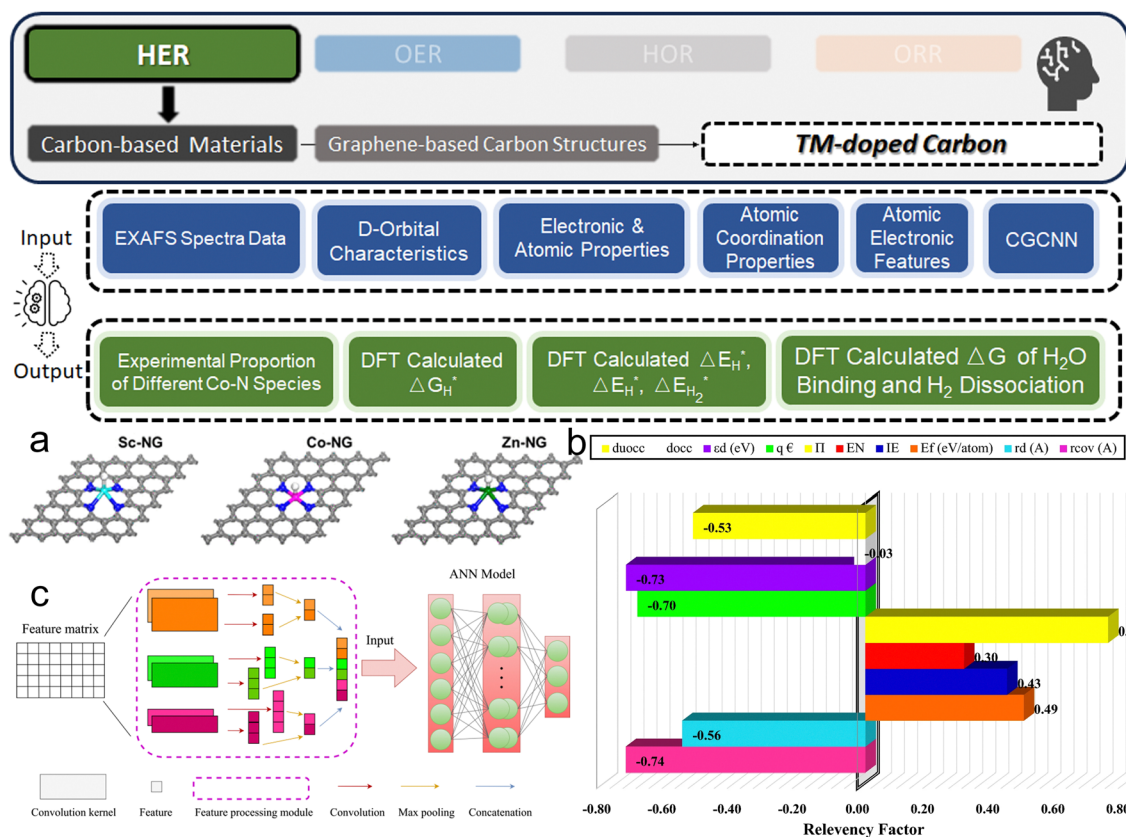 HER
OER
HOR
ORR
Carbon-based Materials
Graphene-based Carbon Structures
TM-doped Carbon
Input
EXAFS Spectra Data
D-Orbital
Characteristics
Electronic &
Atomic Properties
Atomic
Coordination
Properties
Atomic
Electronic
Features
CGCNN
Output
Experimental Proportion
of Different Co-N Species
DFT Calculated
△G_H*
DFT Calculated △E_H*,
△E_H*, △E_H₂*
DFT Calculated △G of H₂O
Binding and H₂ Dissociation
a
Sc-NG
Co-NG
Zn-NG
b
duocc docc εd (eV) q € Π EN IE Ef (eV/atom) rd (A) rcov (A)
-0.53
-0.03
-0.73
-0.70
0.30
0.43
0.49
-0.56
-0.74
-0.80 -0.60 -0.40 -0.20 0.00 0.20 0.40 0.60 0.80
Relevency Factor
c
Feature matrix
Input
ANN Model
Convolution kernel
Feature
Feature processing module
Convolution
Max pooling
Concatenation